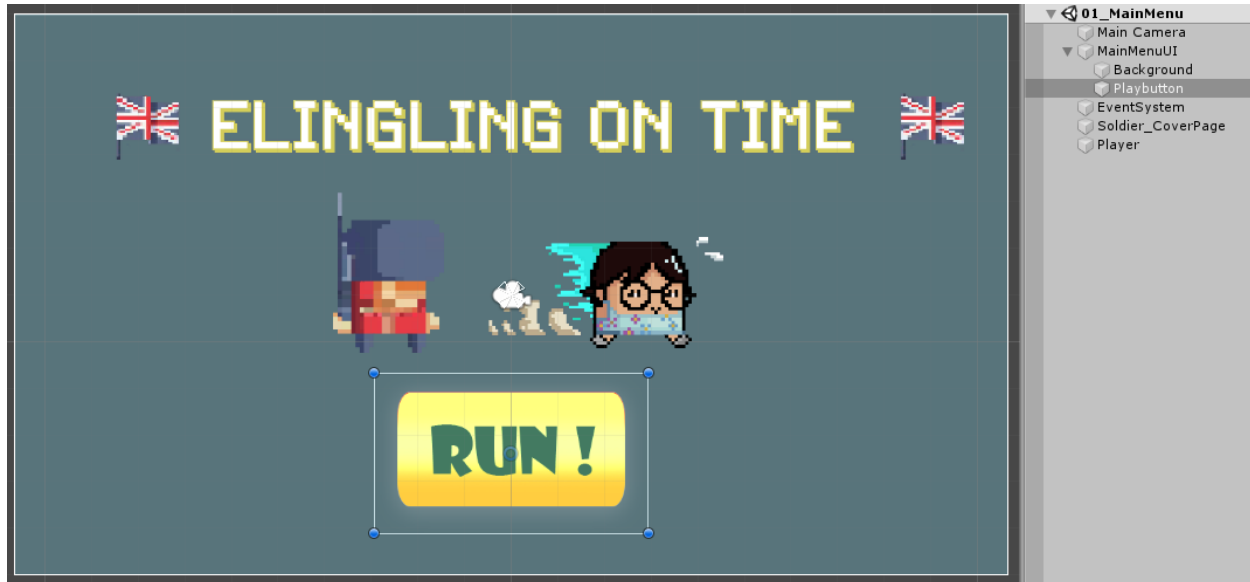 01_MainMenu
Main Camera
MainMenuUI
Background
Playbutton
EventSystem
Soldier_CoverPage
Player
ELINGLING ON TIME
RUN !